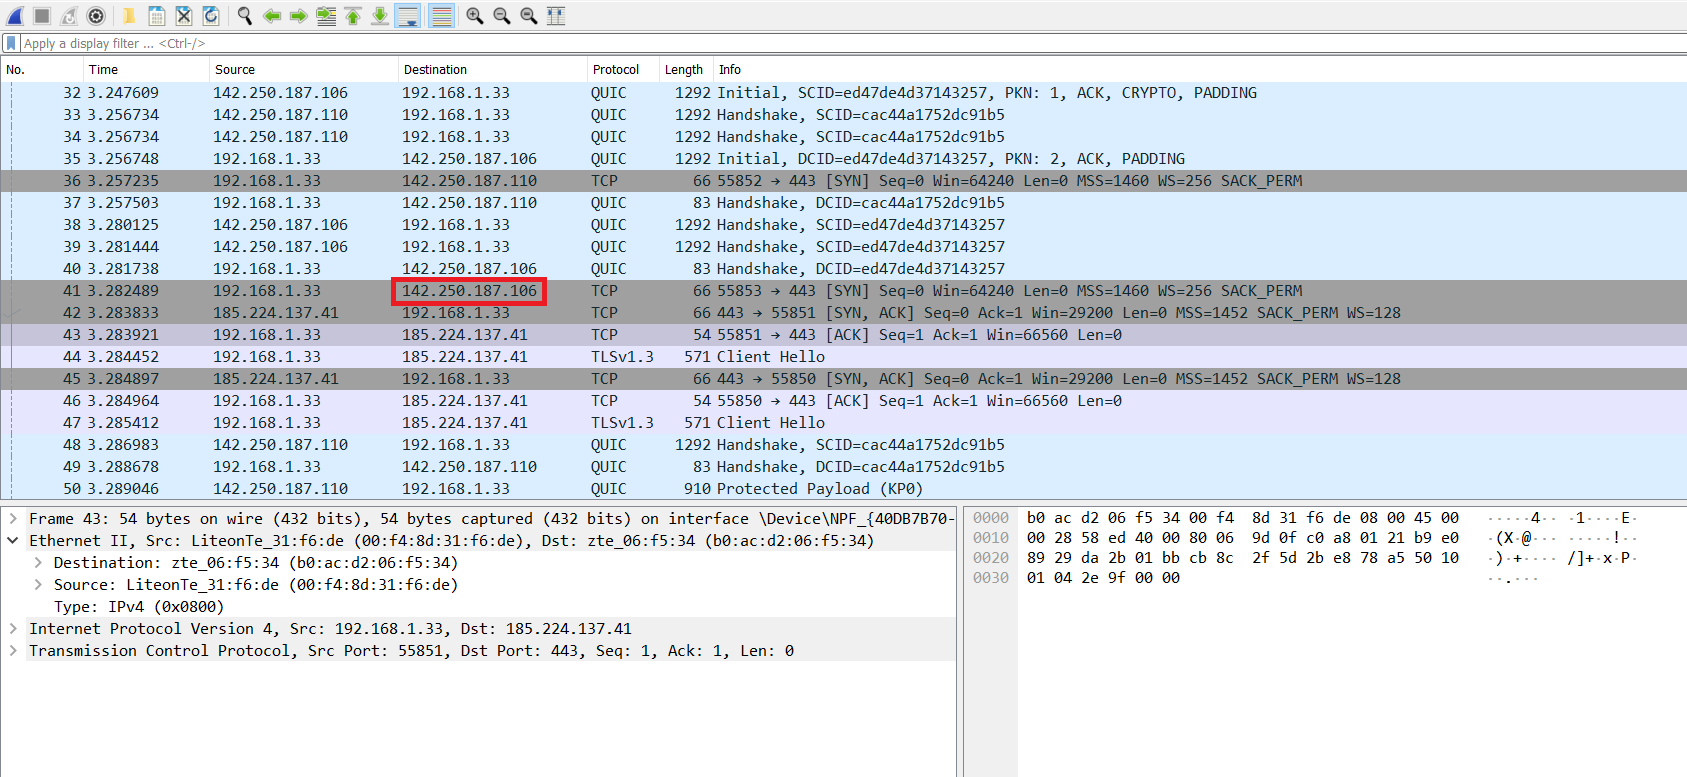 Apply a display filter ... <Ctrl-/>
No. Time Source Destination Protocol Length Info
32 3.247609 142.250.187.106 192.168.1.33 QUIC 1292 Initial, SCID=ed47de4d37143257, PKN: 1, ACK, CRYPTO, PADDING
33 3.256734 142.250.187.110 192.168.1.33 QUIC 1292 Handshake, SCID=cac44a1752dc91b5
34 3.256734 142.250.187.110 192.168.1.33 QUIC 1292 Handshake, SCID=cac44a1752dc91b5
35 3.256748 192.168.1.33 142.250.187.106 QUIC 1292 Initial, DCID=ed47de4d37143257, PKN: 2, ACK, PADDING
36 3.257235 192.168.1.33 142.250.187.110 TCP 66 55852 → 443 [SYN] Seq=0 Win=64240 Len=0 MSS=1460 WS=256 SACK_PERM
37 3.257503 192.168.1.33 142.250.187.110 QUIC 83 Handshake, DCID=cac44a1752dc91b5
38 3.280125 142.250.187.106 192.168.1.33 QUIC 1292 Handshake, SCID=ed47de4d37143257
39 3.281444 142.250.187.106 192.168.1.33 QUIC 1292 Handshake, SCID=ed47de4d37143257
40 3.281738 192.168.1.33 142.250.187.106 QUIC 83 Handshake, DCID=ed47de4d37143257
41 3.282489 192.168.1.33 142.250.187.106 TCP 66 55853 → 443 [SYN] Seq=0 Win=64240 Len=0 MSS=1460 WS=256 SACK_PERM
42 3.283833 185.224.137.41 192.168.1.33 TCP 66 443 → 55851 [SYN, ACK] Seq=0 Ack=1 Win=29200 Len=0 MSS=1452 SACK_PERM WS=128
43 3.283921 192.168.1.33 185.224.137.41 TCP 54 55851 → 443 [ACK] Seq=1 Ack=1 Win=66560 Len=0
44 3.284452 192.168.1.33 185.224.137.41 TLSv1.3 571 Client Hello
45 3.284897 185.224.137.41 192.168.1.33 TCP 66 443 → 55850 [SYN, ACK] Seq=0 Ack=1 Win=29200 Len=0 MSS=1452 SACK_PERM WS=128
46 3.284964 192.168.1.33 185.224.137.41 TCP 54 55850 → 443 [ACK] Seq=1 Ack=1 Win=66560 Len=0
47 3.285412 192.168.1.33 185.224.137.41 TLSv1.3 571 Client Hello
48 3.286983 142.250.187.110 192.168.1.33 QUIC 1292 Handshake, SCID=cac44a1752dc91b5
49 3.288678 192.168.1.33 142.250.187.110 QUIC 83 Handshake, DCID=cac44a1752dc91b5
50 3.289046 142.250.187.110 192.168.1.33 QUIC 910 Protected Payload (KP0)
Frame 43: 54 bytes on wire (432 bits), 54 bytes captured (432 bits) on interface \Device\NPF_{40DB7B70-
Ethernet II, Src: LiteonTe_31:f6:de (00:f4:8d:31:f6:de), Dst: zte_06:f5:34 (b0:ac:d2:06:f5:34)
Destination: zte_06:f5:34 (b0:ac:d2:06:f5:34)
Source: LiteonTe_31:f6:de (00:f4:8d:31:f6:de)
Type: IPv4 (0x0800)
Internet Protocol Version 4, Src: 192.168.1.33, Dst: 185.224.137.41
Transmission Control Protocol, Src Port: 55851, Dst Port: 443, Seq: 1, Ack: 1, Len: 0
0000 b0 ac d2 06 f5 34 00 f4 8d 31 f6 de 08 00 45 00 ·····4·· ·1····E·
0010 00 28 58 ed 40 00 80 06 9d 0f c0 a8 01 21 b9 e0 ·(X·@··· ·····!··
0020 89 29 da 2b 01 bb cb 8c 2f 5d 2b e8 78 a5 50 10 ·)·+···· /]+·x·P·
0030 01 04 2e 9f 00 00 ··.···